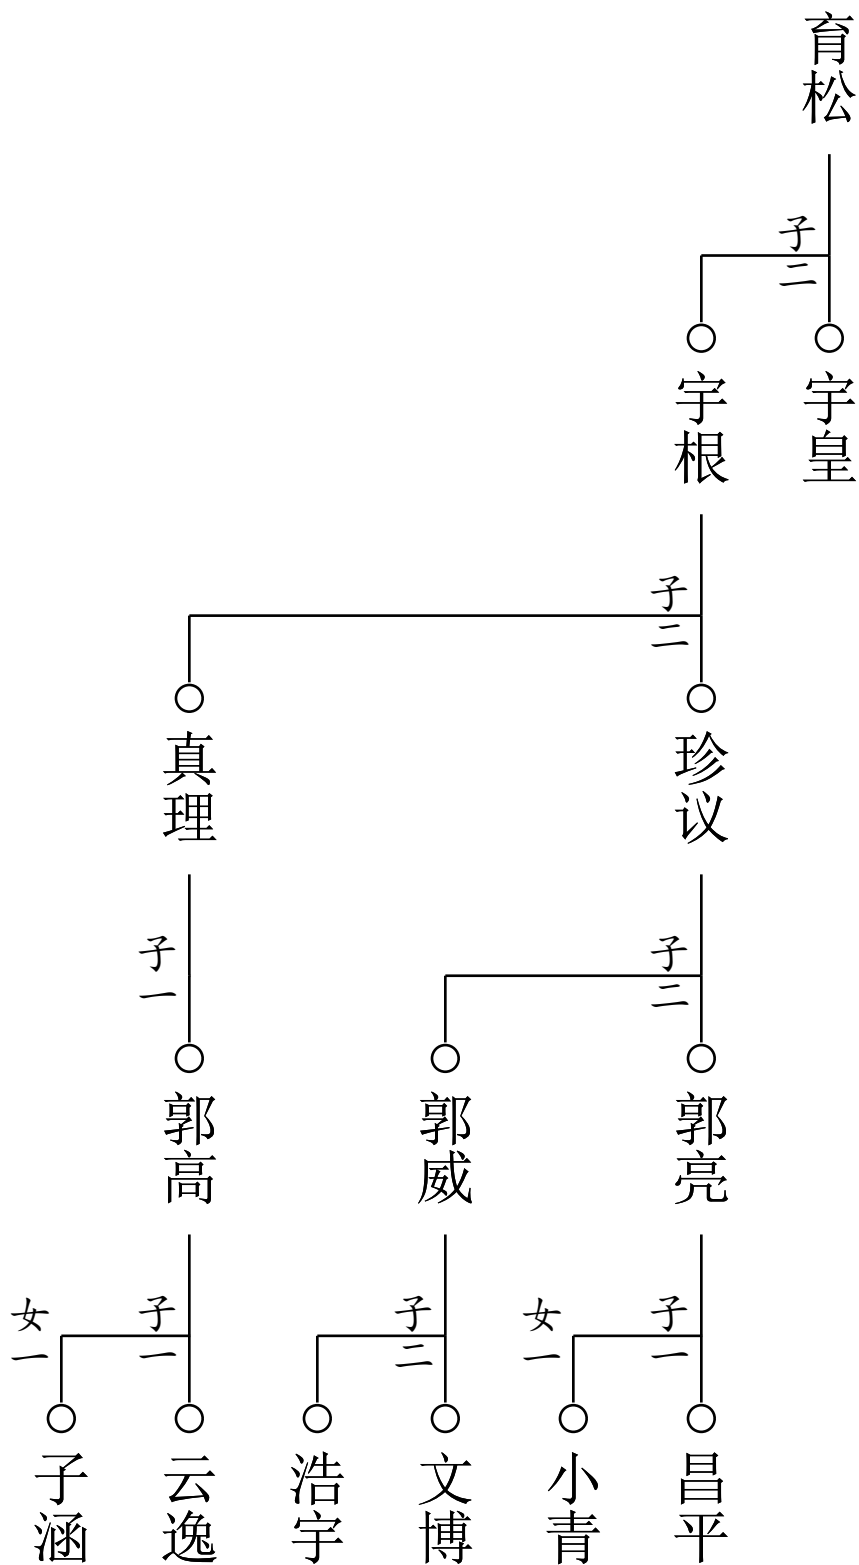 育松
子二
宇皇
宇根
子二
珍议
真理
子二
子一
郭亮
郭威
郭高
子一
女一
子二
子一
女一
昌平
小青
文博
浩宇
云逸
子涵